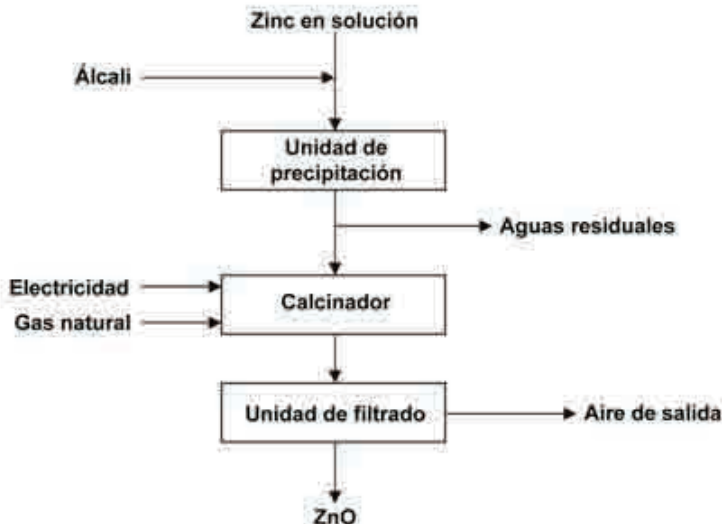 Zinc en solución
Álcali
Unidad de
precipitación
Aguas residuales
Electricidad
Gas natural
Calcinador
Unidad de filtrado
Aire de salida
ZnO